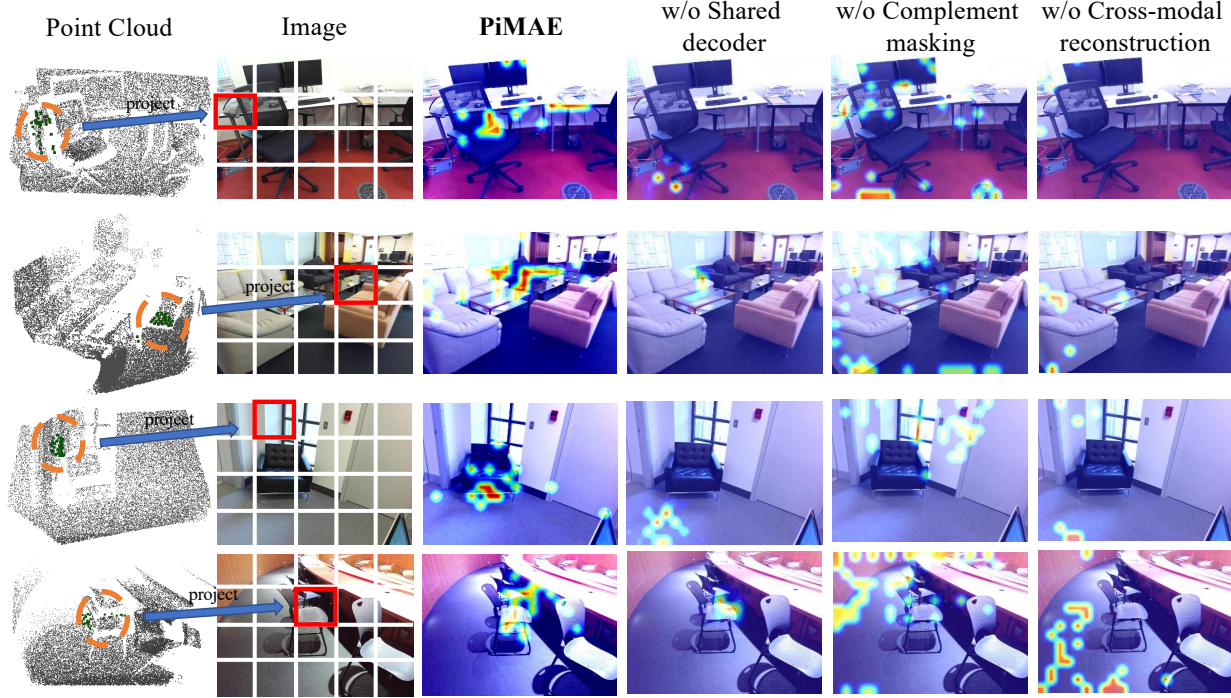 Point Cloud
Image
PiMAE
w/o Shared
decoder
w/o Complement
masking
w/o Cross-modal
reconstruction
project
project
project
project